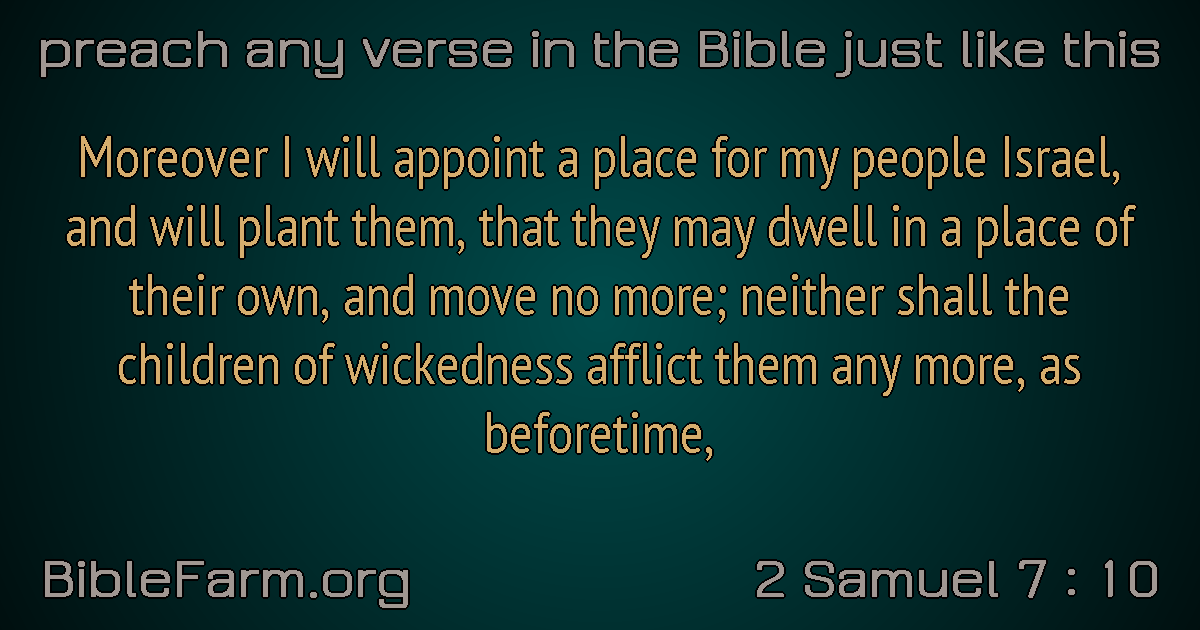 preach any verse in the Bible just like this
Moreover I will appoint a place for my people Israel,
and will plant them, that they may dwell in a place of
their own, and move no more; neither shall the
children of wickedness afflict them any more, as
beforetime,
BibleFarm.org
2 Samuel 7 : 10